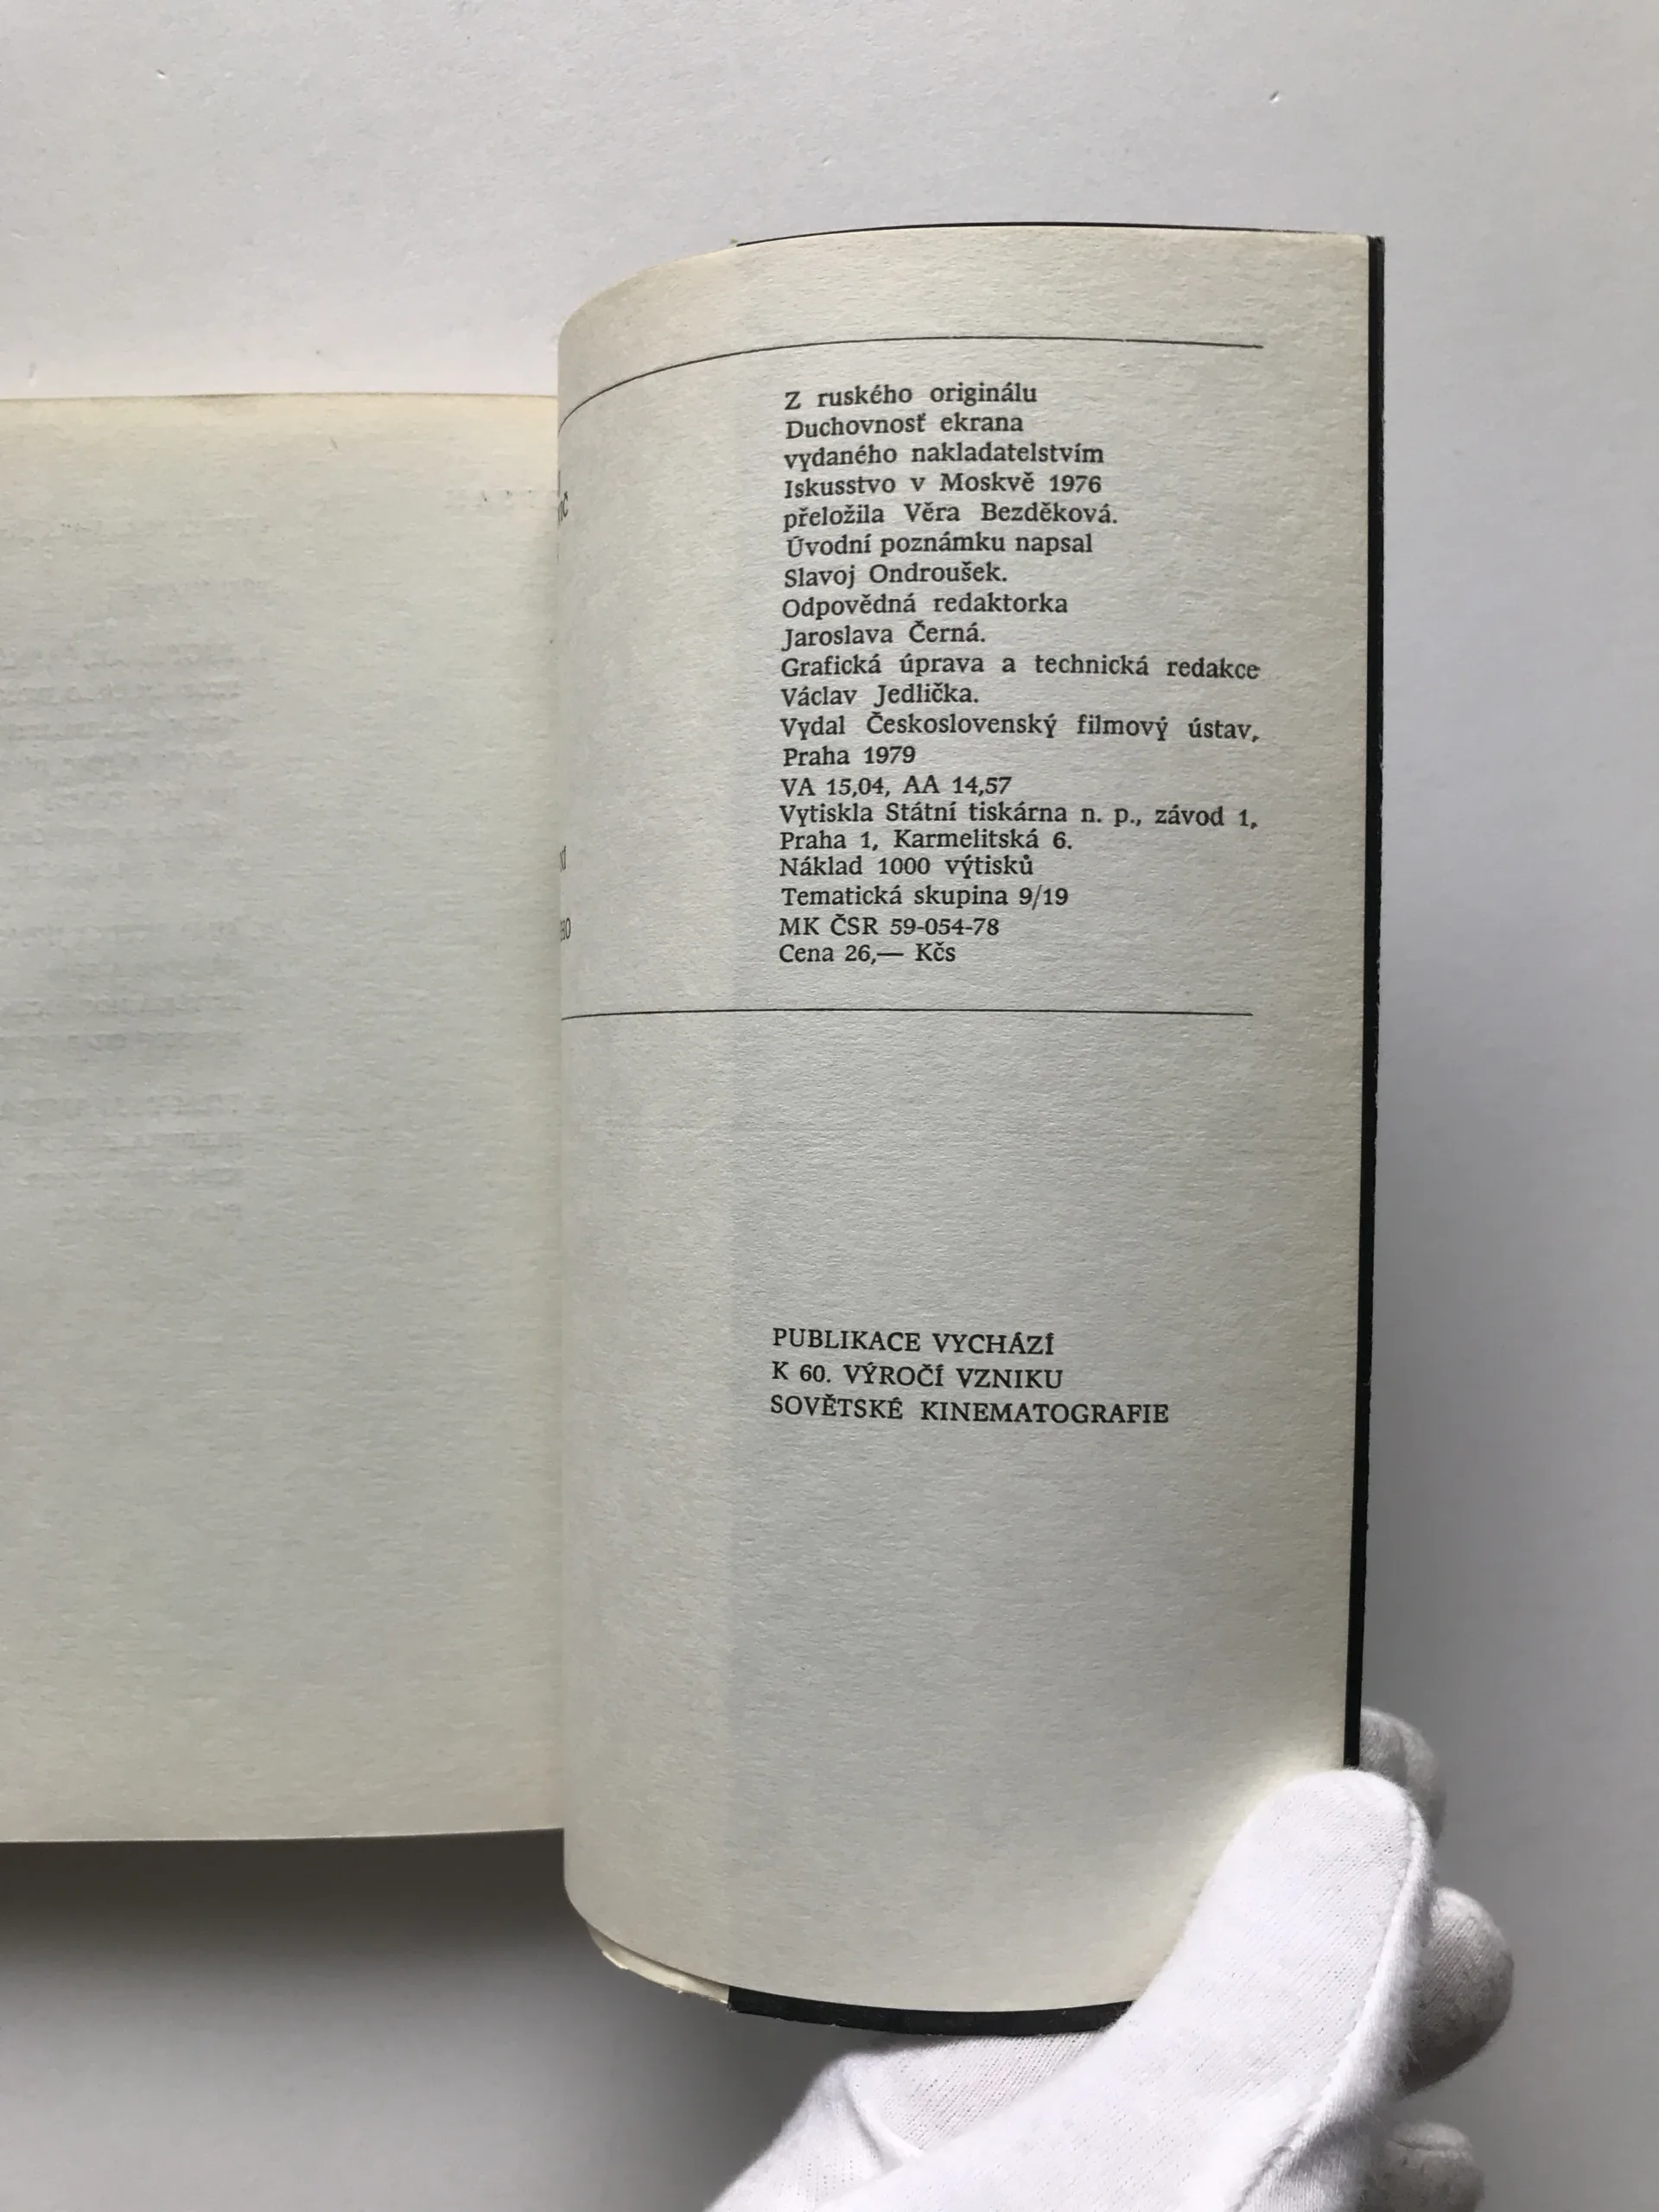 Z ruského originálu
Duchovnosť ekrana
vydaného nakladatelstvím
Iskusstvo v Moskvě 1976
přeložila Věra Bezděková.
Úvodní poznámku napsal
Slavoj Ondroušek.
Odpovědná redaktorka
Jaroslava Černá.
Grafická úprava a technická redakce
Václav Jedlička.
Vydal Československý filmový ústav,
Praha 1979
VA 15,04, AA 14,57
Vytiskla Státní tiskárna n. p., závod 1,
Praha 1, Karmelitská 6.
Náklad 1000 výtisků
Tematická skupina 9/19
MK ČSR 59-054-78
Cena 26,— Kčs
PUBLIKACE VYCHÁZÍ
K 60. VÝROČÍ VZNIKU
SOVĚTSKÉ KINEMATOGRAFIE